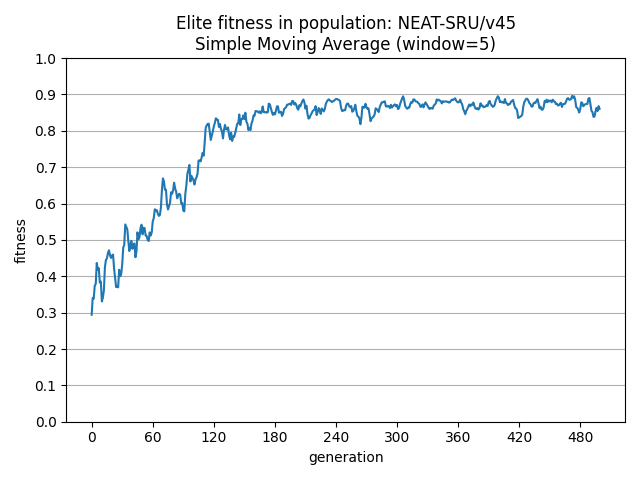 Elite fitness in population: NEAT-SRU/v45
Simple Moving Average (window=5)
1.0
0.9
0.8
0.7
0.6
0.5
0.4
0.3
0.2
0.1
0.0
fitness
0 60 120 180 240 300 360 420 480
generation